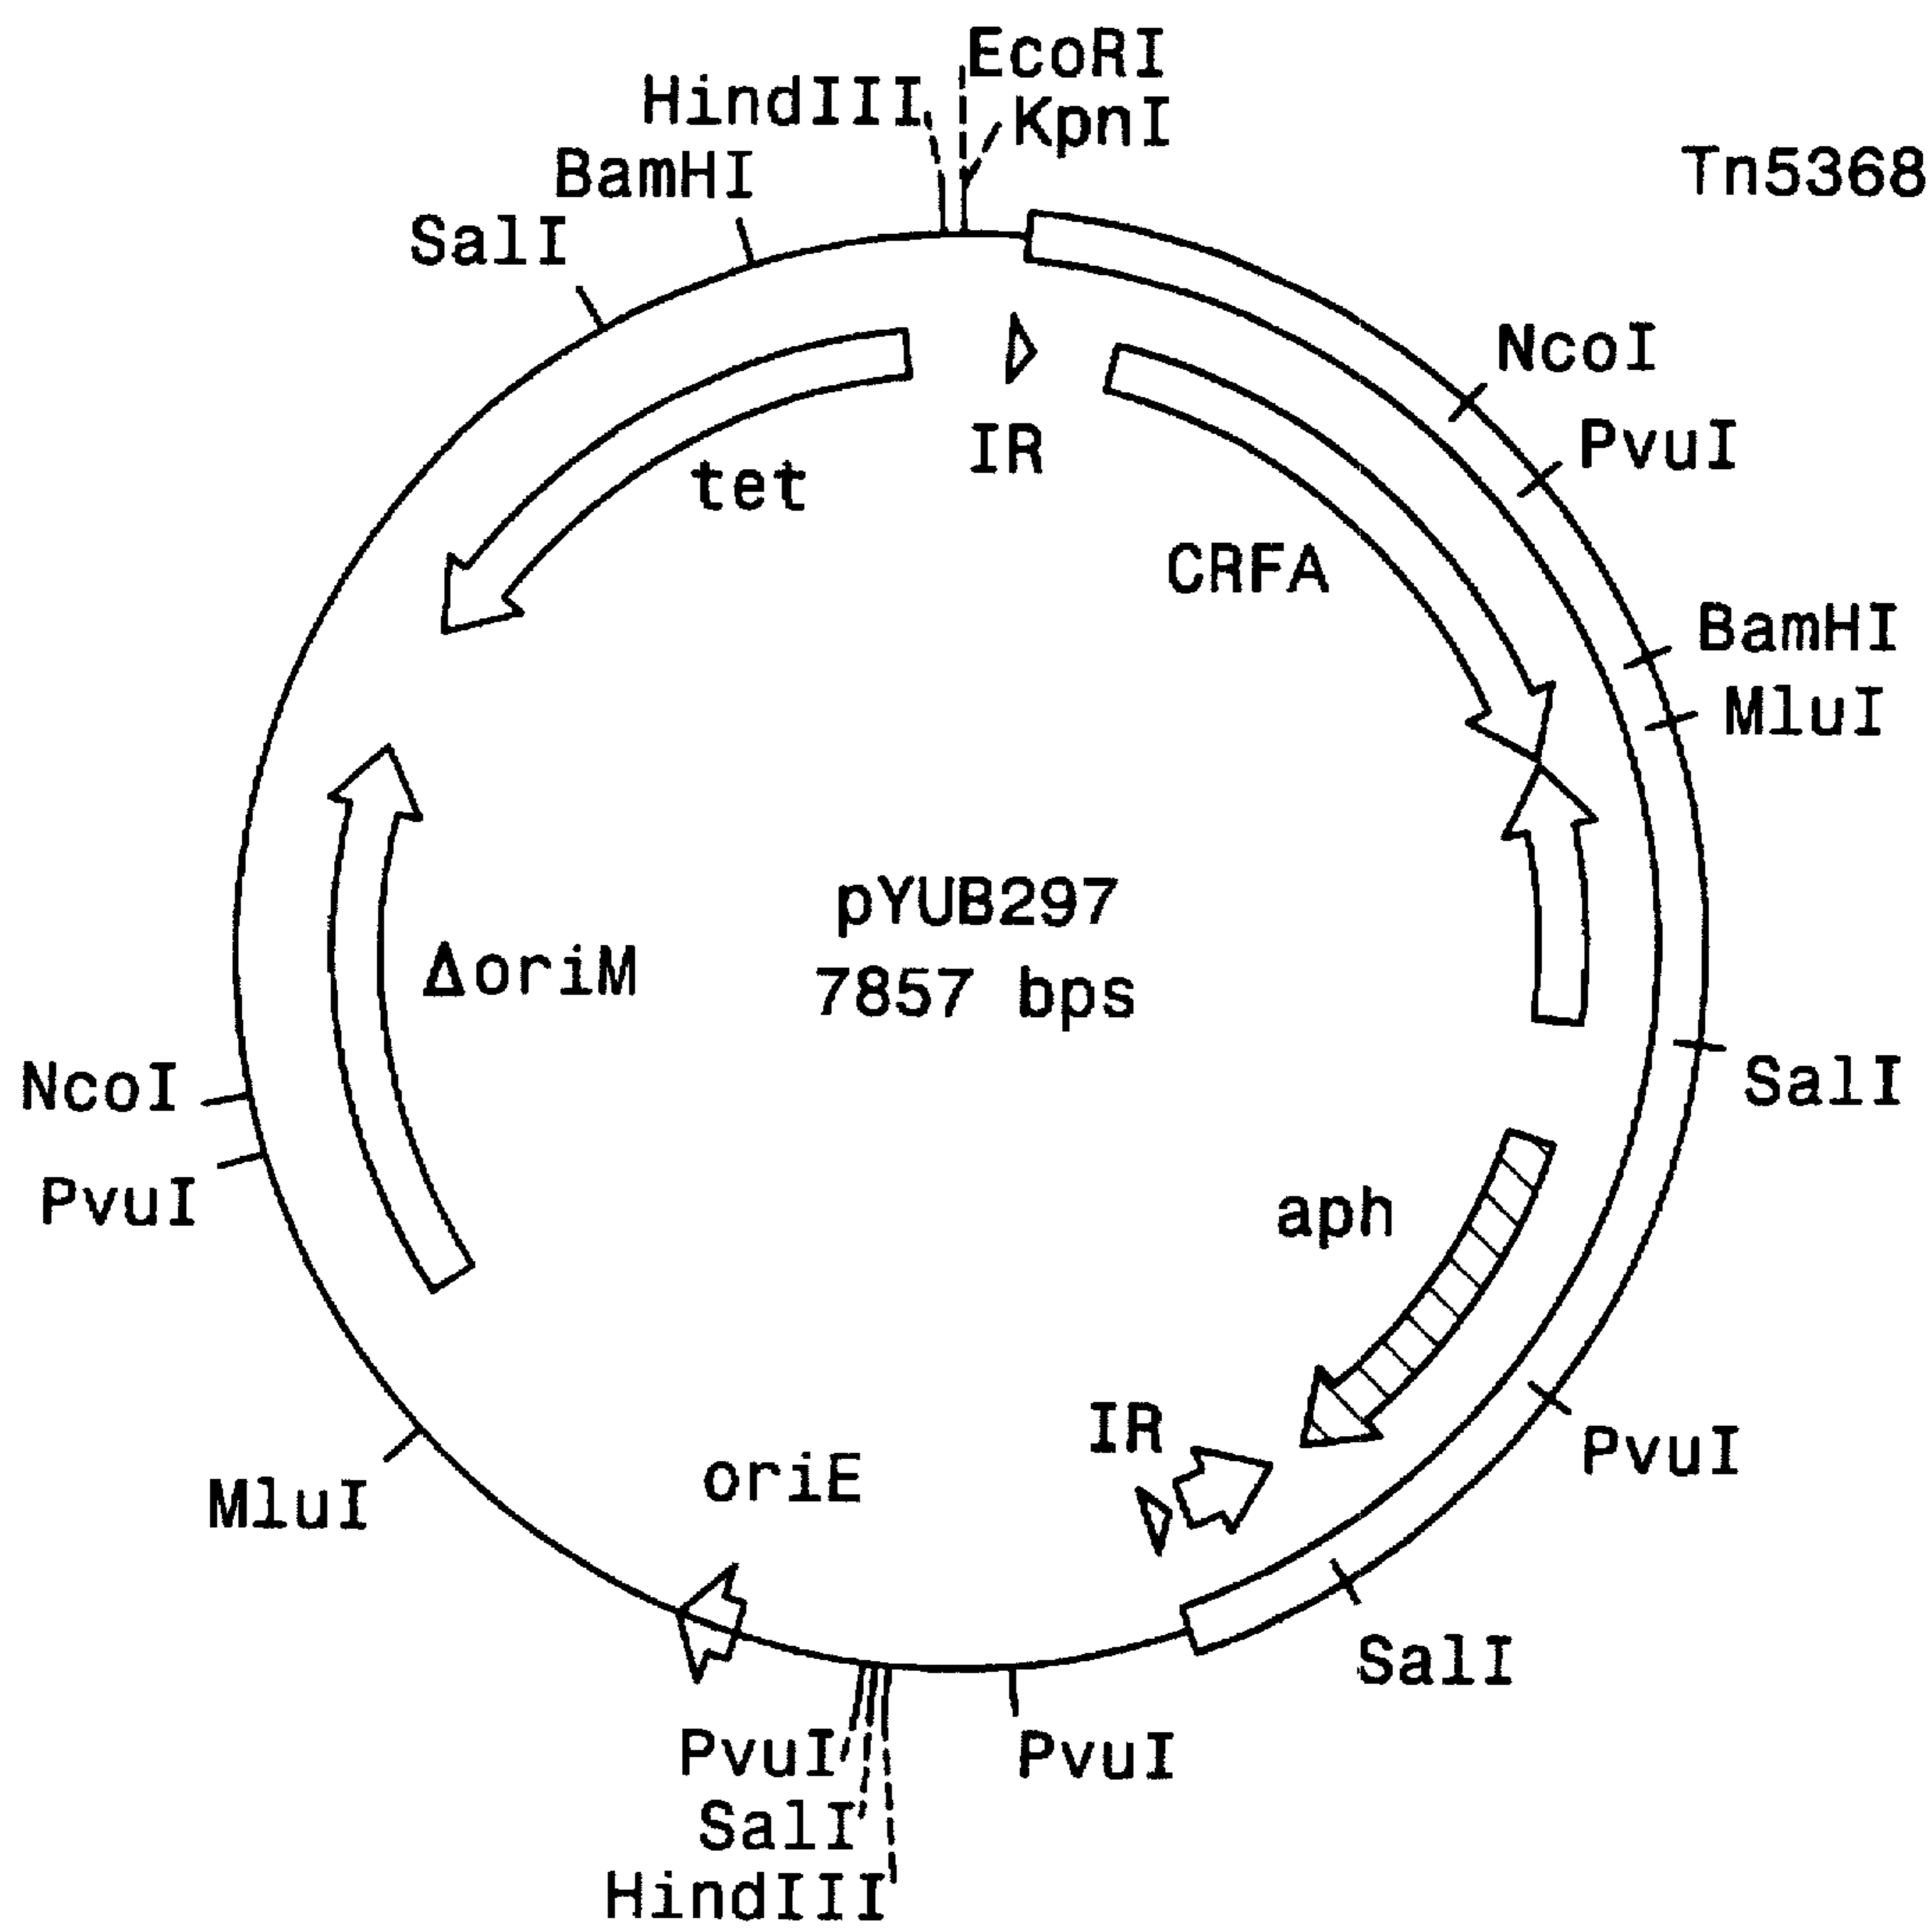 EcoRI
HindIII
KpnI
BamHI
Tn5368
SalI
NcoI
IR
PvuI
tet
CRFA
BamHI
MluI
pYUB297
ΔoriM
7857 bps
NcoI
SalI
PvuI
aph
IR
PvuI
oriE
MluI
SalI
PvuI
PvuI
SalI
HindIII